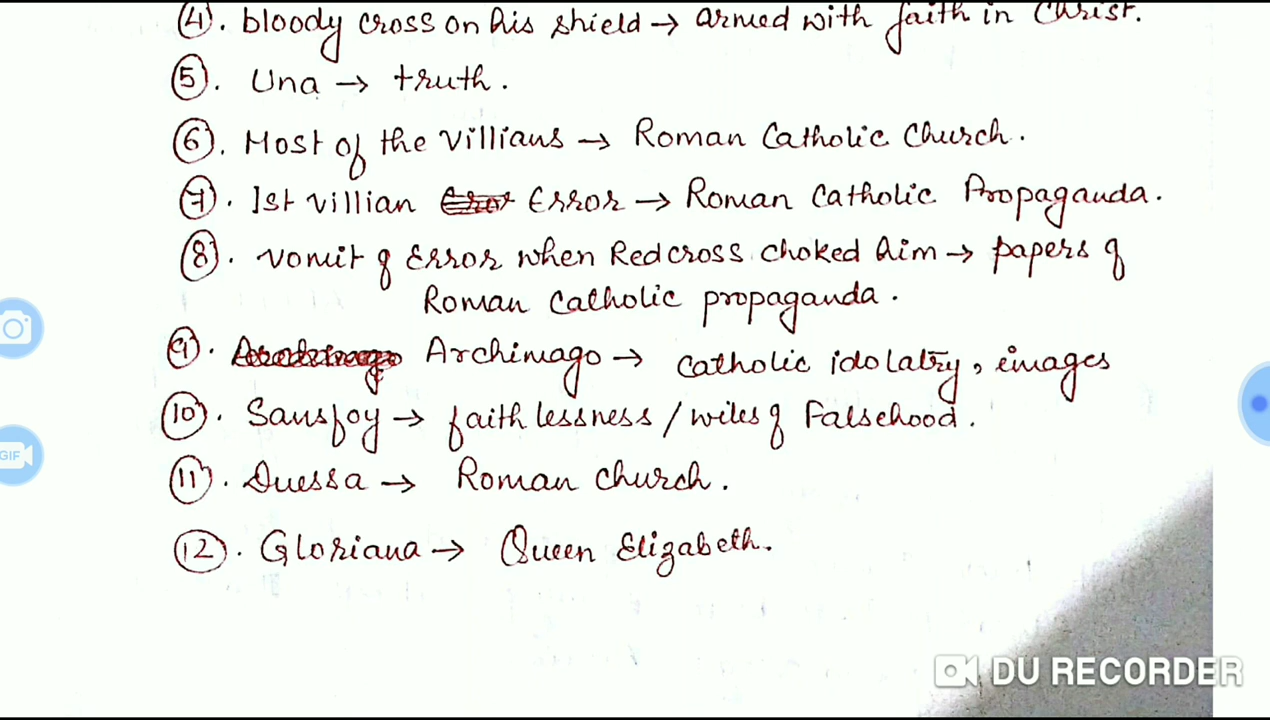 (4). bloody cross on his shield → armed with faith in Christ.
(5). Una → truth.
(6). Most of the Villians → Roman Catholic Church.
(7). 1st villian Error → Roman Catholic Propaganda.
(8). vomit of Error when Redcross choked him → papers of
Roman Catholic propaganda.
(9). Archimago → Catholic idolatry, images
(10). Sansfoy → faithlessness / wiles of Falsehood.
(11). Duessa → Roman church.
(12). Gloriana → Queen Elizabeth.
GIF
DU RECORDER